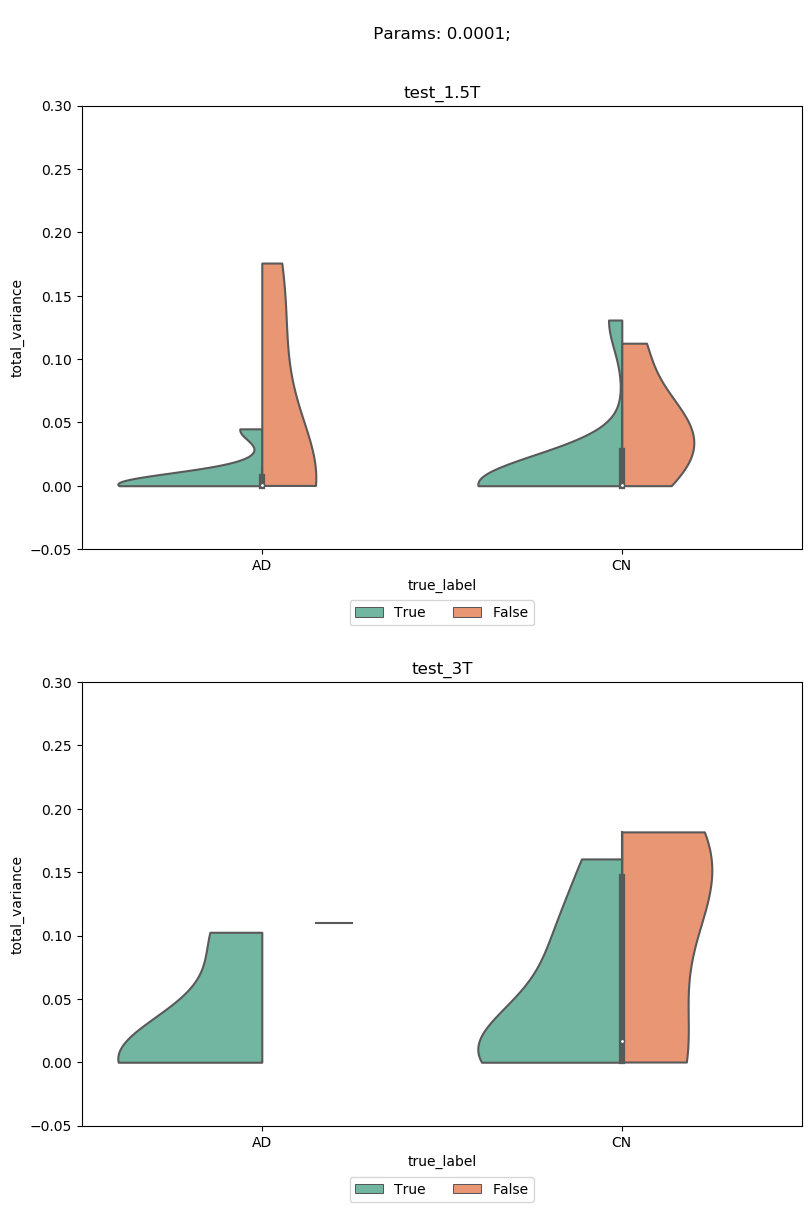 Params: 0.0001;
test_1.5T
0.30
0.25
0.20
0.15
0.10
0.05
0.00
−0.05
total_variance
AD CN
true_label
True False
test_3T
0.30
0.25
0.20
0.15
0.10
0.05
0.00
−0.05
total_variance
AD CN
true_label
True False